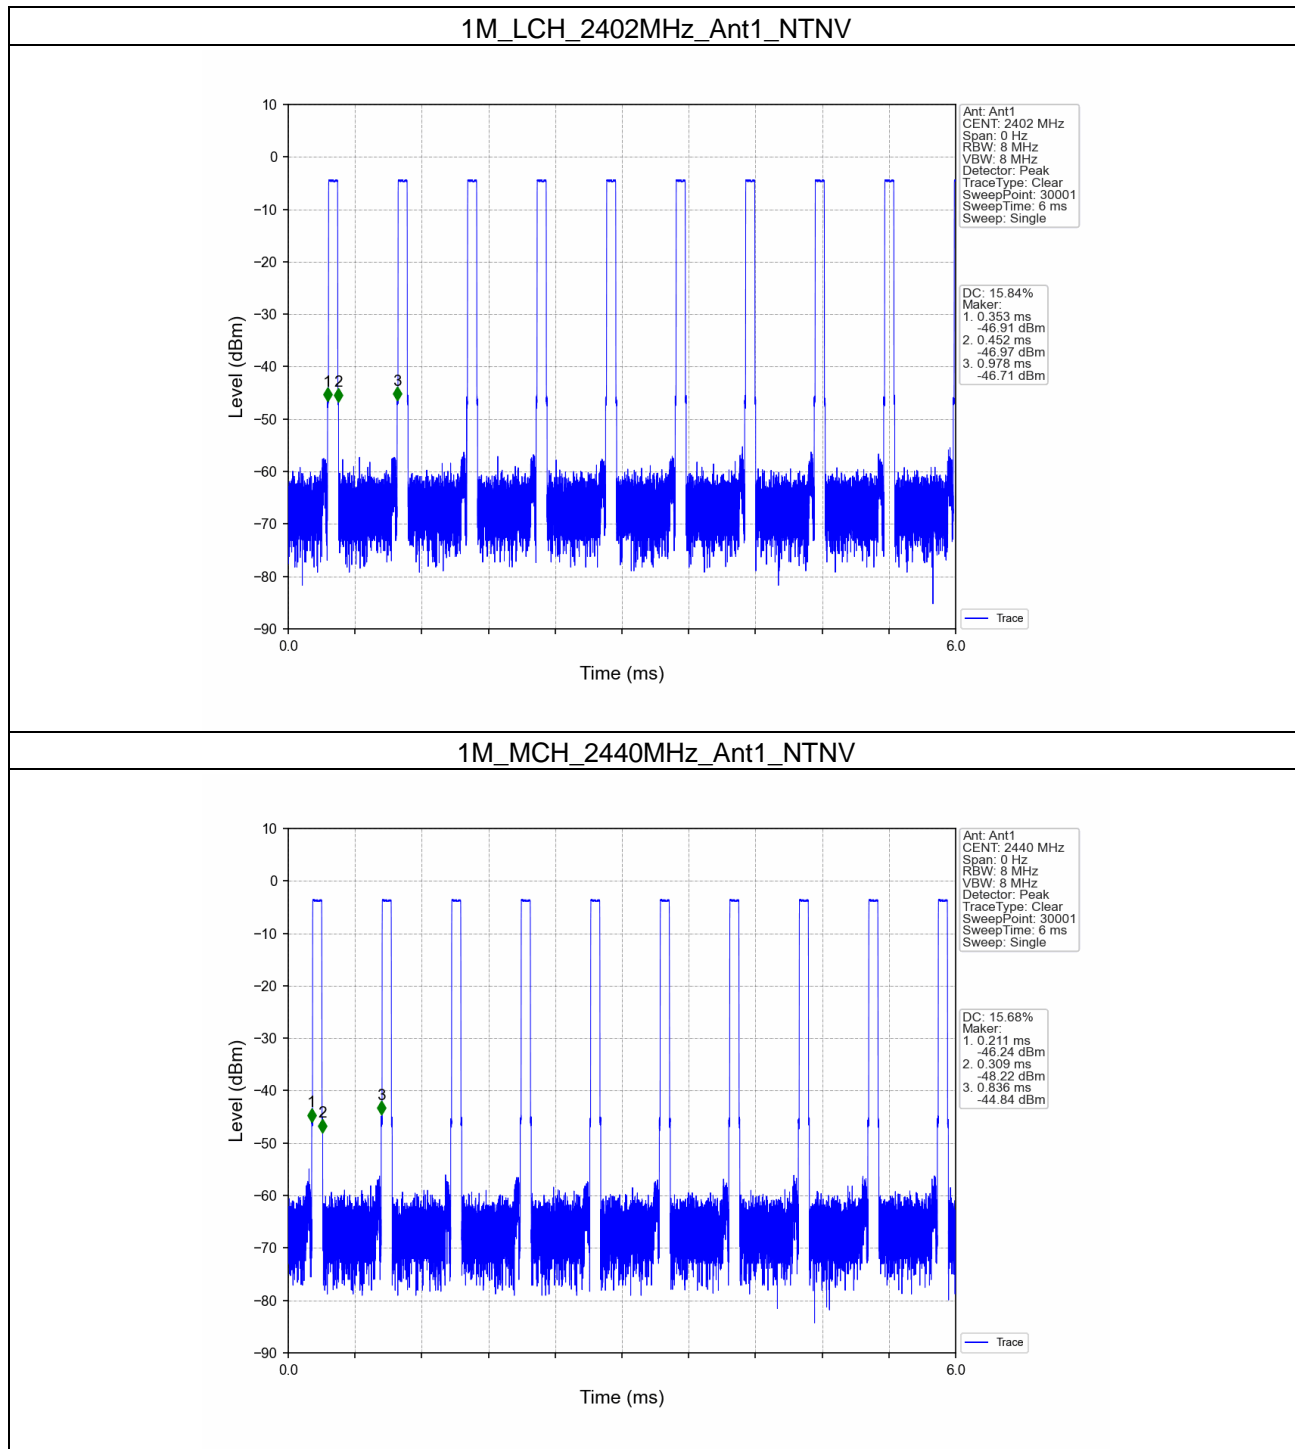 1M_LCH_2402MHz_Ant1_NTNV
10
0
−10
−20
−30
−40
−50
−60
−70
−80
−90
Level (dBm)
1 2
3
0.0
6.0
Time (ms)
Ant: Ant1
CENT: 2402 MHz
Span: 0 Hz
RBW: 8 MHz
VBW: 8 MHz
Detector: Peak
TraceType: Clear
SweepPoint: 30001
SweepTime: 6 ms
Sweep: Single
DC: 15.84%
Maker:
1. 0.353 ms
-46.91 dBm
2. 0.452 ms
-46.97 dBm
3. 0.978 ms
-46.71 dBm
Trace
1M_MCH_2440MHz_Ant1_NTNV
10
0
−10
−20
−30
−40
−50
−60
−70
−80
−90
Level (dBm)
1
2
3
0.0
6.0
Time (ms)
Ant: Ant1
CENT: 2440 MHz
Span: 0 Hz
RBW: 8 MHz
VBW: 8 MHz
Detector: Peak
TraceType: Clear
SweepPoint: 30001
SweepTime: 6 ms
Sweep: Single
DC: 15.68%
Maker:
1. 0.211 ms
-46.24 dBm
2. 0.309 ms
-48.22 dBm
3. 0.836 ms
-44.84 dBm
Trace